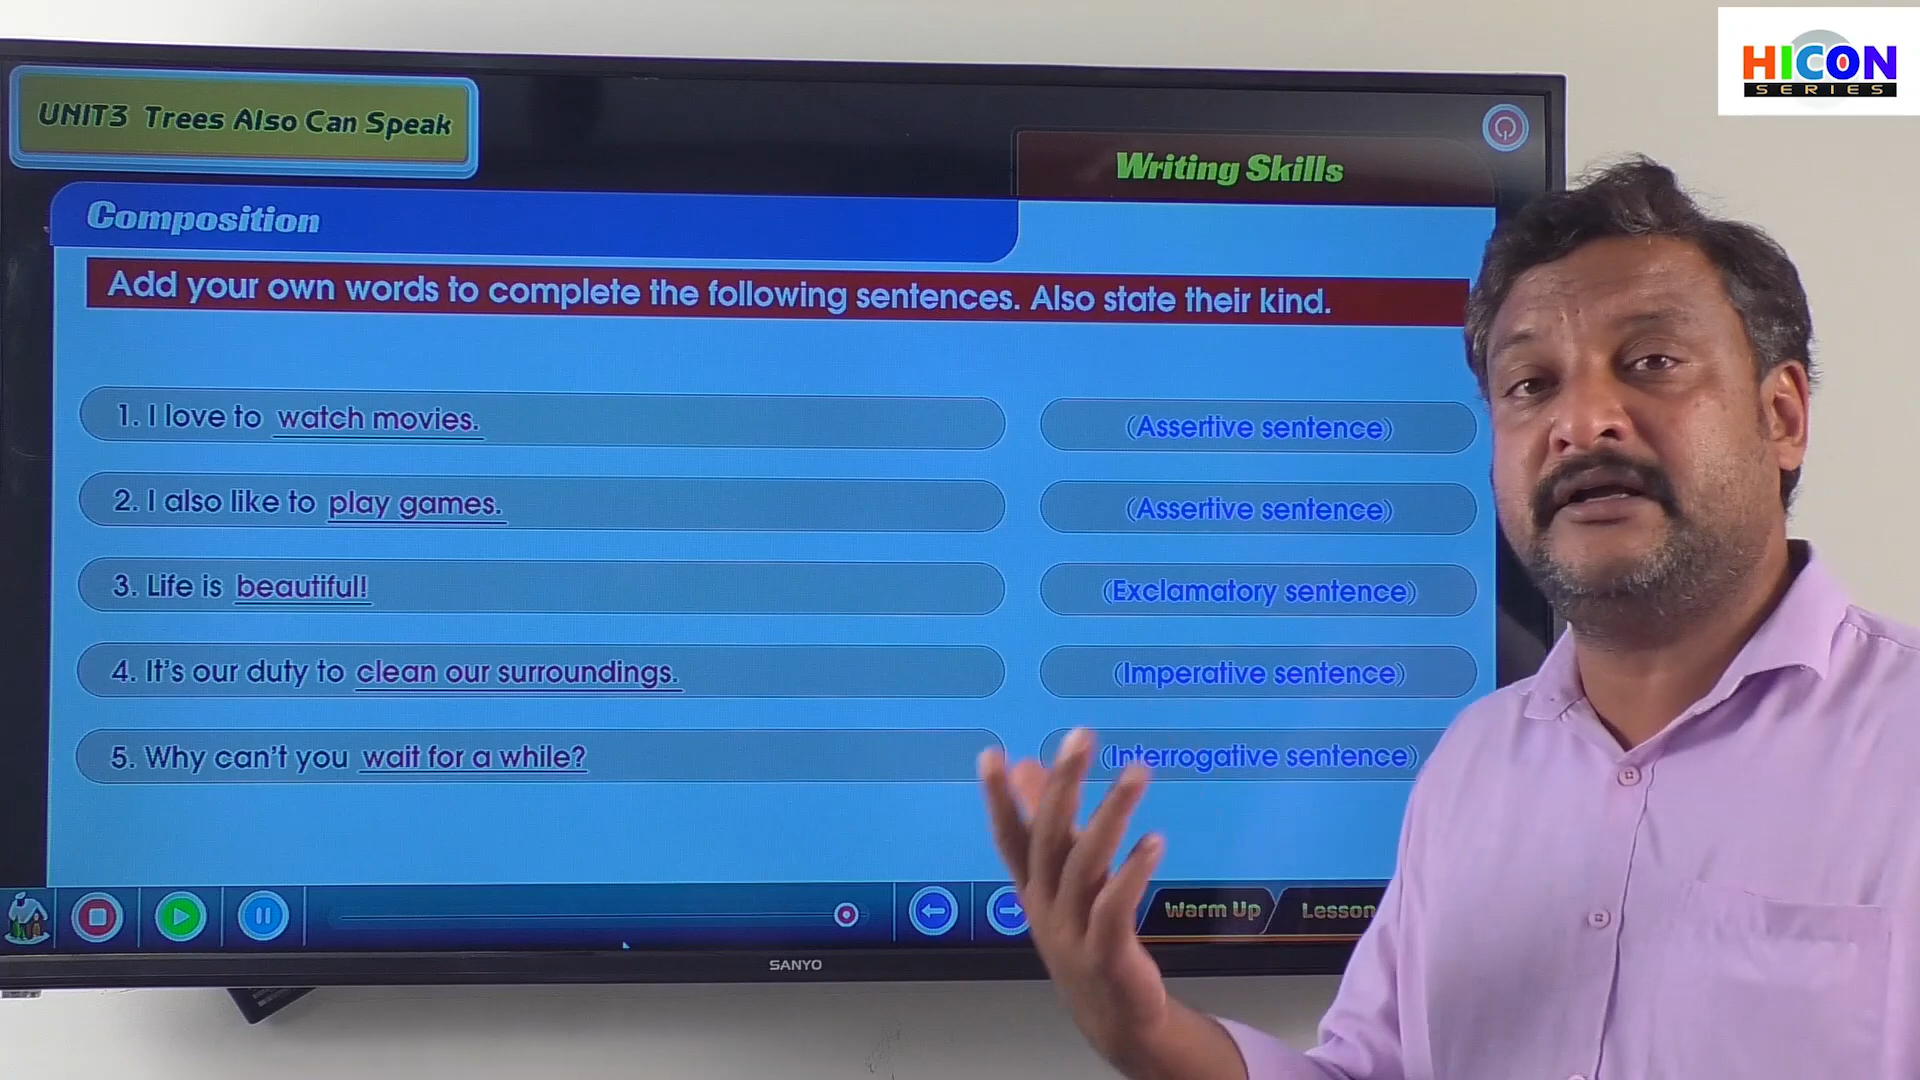 HICON
SERIES
UNIT3 Trees Also Can Speak
Writing Skills
Composition
Add your own words to complete the following sentences. Also state their kind.
1. I love to watch movies. (Assertive sentence)
2. I also like to play games. (Assertive sentence)
3. Life is beautiful! (Exclamatory sentence)
4. It's our duty to clean our surroundings. (Imperative sentence)
5. Why can't you wait for a while? (Interrogative sentence)
Warm Up Lesson
SANYO